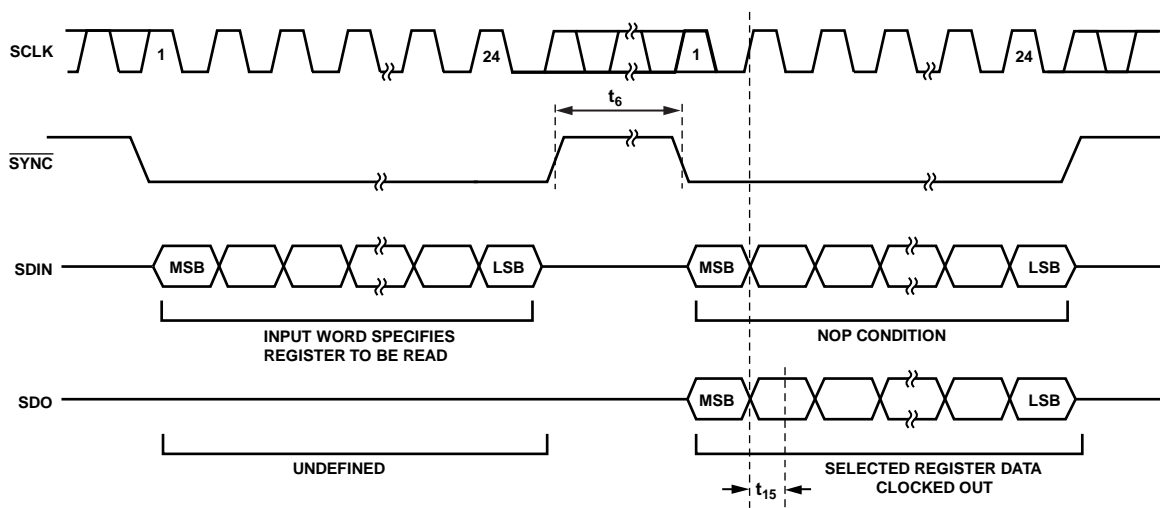 SCLK
1
24
1
24
t6
SYNC
SDIN
MSB
LSB
MSB
LSB
INPUT WORD SPECIFIES
REGISTER TO BE READ
NOP CONDITION
SDO
MSB
LSB
UNDEFINED
SELECTED REGISTER DATA
CLOCKED OUT
t15